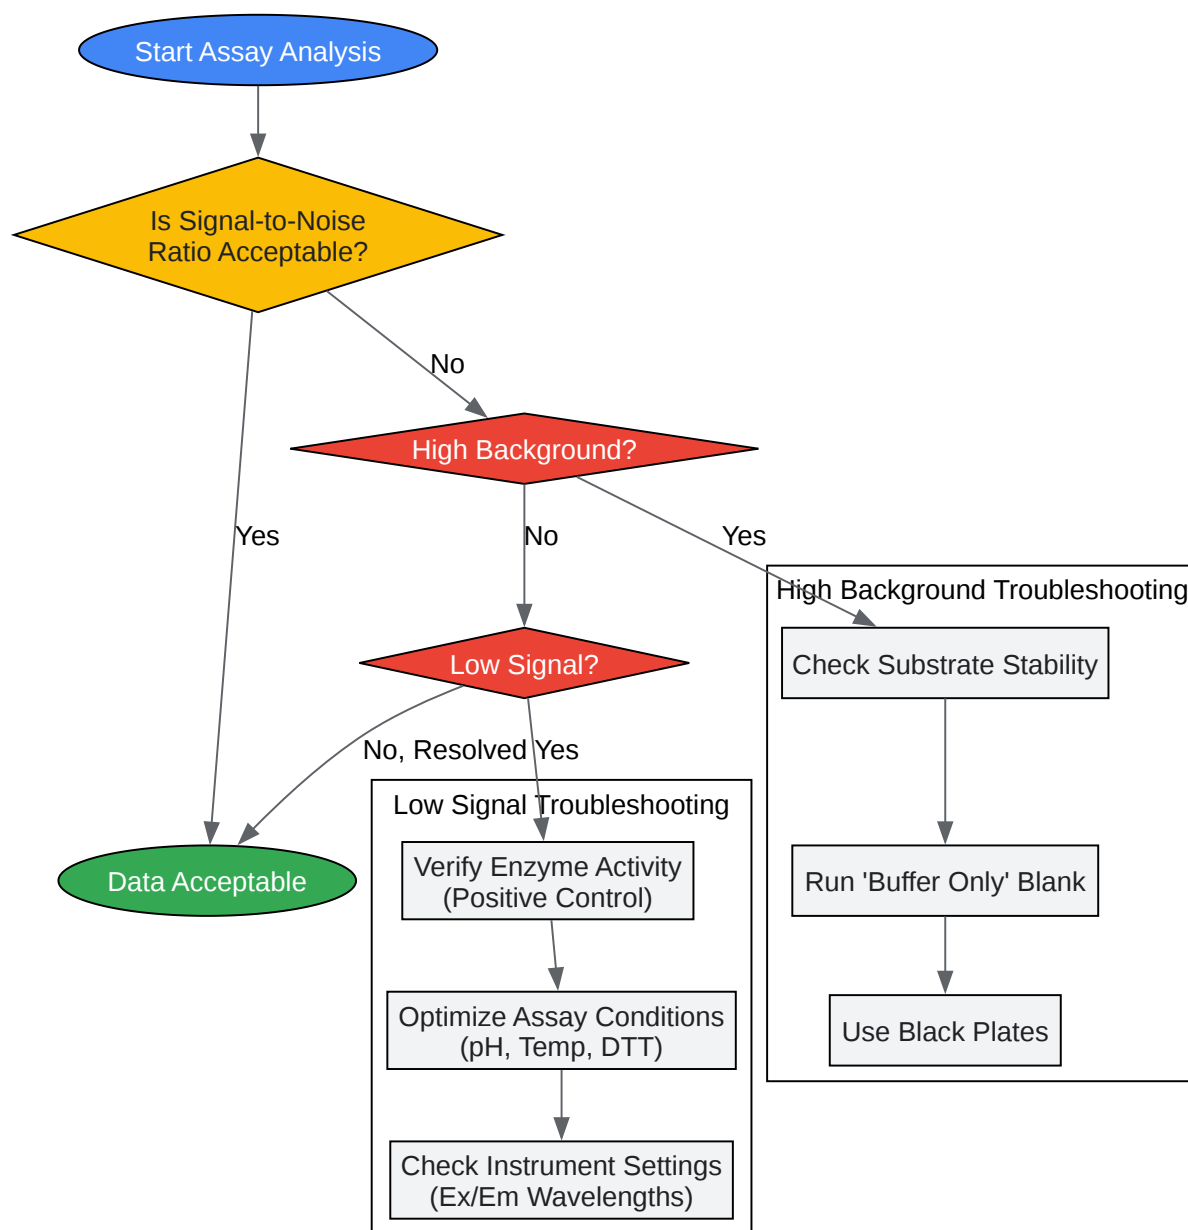 Start Assay Analysis
Is Signal-to-Noise
Ratio Acceptable?
No
High Background?
Yes
No
Yes
High Background Troubleshooting
Check Substrate Stability
Low Signal?
No, Resolved
Yes
Low Signal Troubleshooting
Data Acceptable
Verify Enzyme Activity
(Positive Control)
Run 'Buffer Only' Blank
Optimize Assay Conditions
(pH, Temp, DTT)
Use Black Plates
Check Instrument Settings
(Ex/Em Wavelengths)